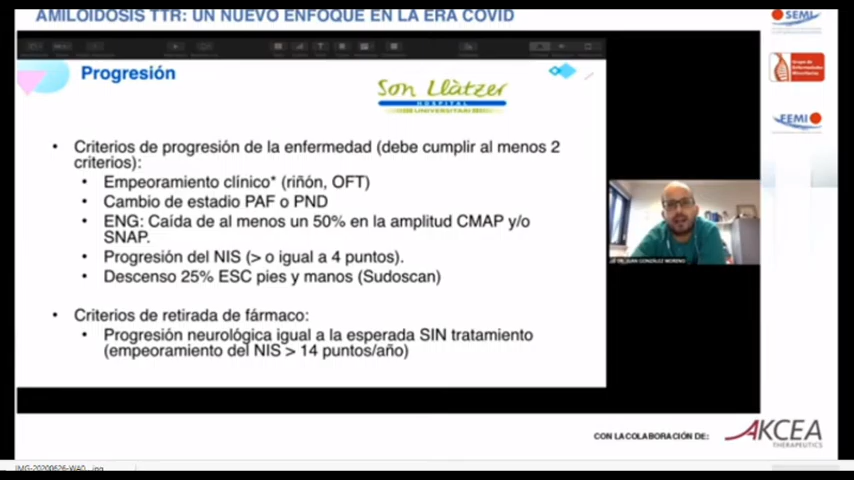 AMILOIDOSIS TTR: UN NUEVO ENFOQUE EN LA ERA COVID
SEMI
Progresión
Son Llàtzer
HOSPITAL
UNIVERSITARI
FEMI
• Criterios de progresión de la enfermedad (debe cumplir al menos 2
criterios):
• Empeoramiento clínico* (riñón, OFT)
• Cambio de estadio PAF o PND
• ENG: Caída de al menos un 50% en la amplitud CMAP y/o
SNAP.
• Progresión del NIS (> o igual a 4 puntos).
• Descenso 25% ESC pies y manos (Sudoscan)
DR. JUAN GONZÁLEZ MORENO
• Criterios de retirada de fármaco:
• Progresión neurológica igual a la esperada SIN tratamiento
(empeoramiento del NIS > 14 puntos/año)
CON LA COLABORACIÓN DE:
AKCEA
THERAPEUTICS